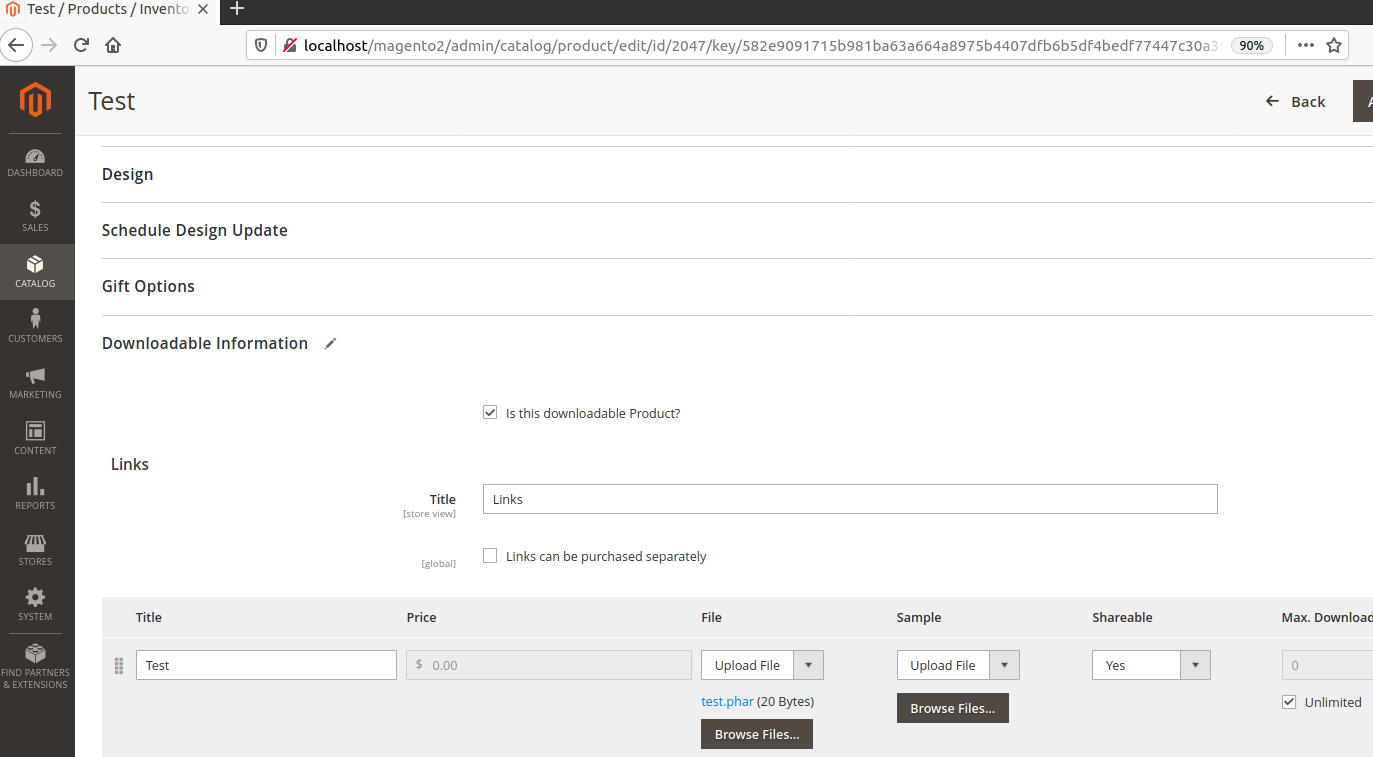 Test / Products / Invento
localhost/magento2/admin/catalog/product/edit/id/2047/key/582e9091715b981ba63a664a8975b4407dfb6b5df4bedf77447c30a3
90%
Test
Back
DASHBOARD
SALES
CATALOG
CUSTOMERS
MARKETING
CONTENT
REPORTS
STORES
SYSTEM
FIND PARTNERS
& EXTENSIONS
Design
Schedule Design Update
Gift Options
Downloadable Information
Is this downloadable Product?
Links
Title
[store view]
Links
[global]
Links can be purchased separately
Title Price File Sample Shareable Max. Download
Test $ 0.00 Upload File Upload File Yes 0
test.phar (20 Bytes) Browse Files... Unlimited
Browse Files...